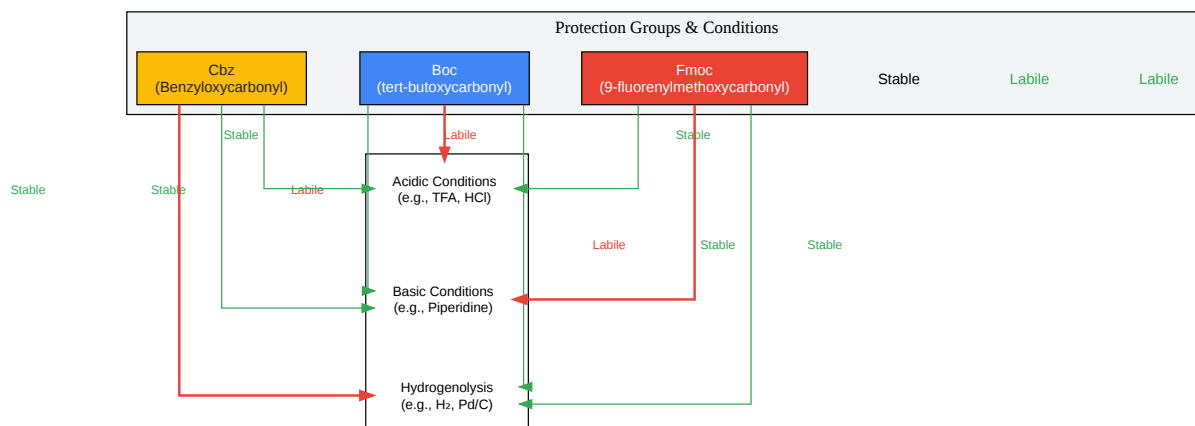 Protection Groups & Conditions
Cbz
(Benzyloxycarbonyl)
Boc
(tert-butoxycarbonyl)
Fmoc
(9-fluorenylmethoxycarbonyl)
Stable
Labile
Labile
Stable
Labile
Stable
Stable
Stable
Labile
Acidic Conditions
(e.g., TFA, HCl)
Labile
Stable
Stable
Basic Conditions
(e.g., Piperidine)
Hydrogenolysis
(e.g., H₂, Pd/C)